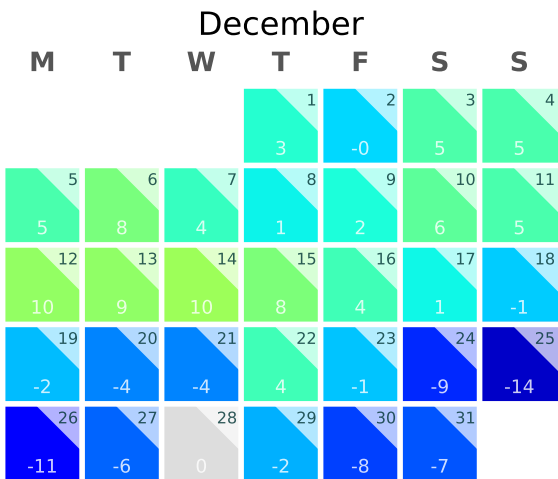 December
M T W T F S S
1 2 3 4
3 -0 5 5
5 6 7 8 9 10 11
5 8 4 1 2 6 5
12 13 14 15 16 17 18
10 9 10 8 4 1 -1
19 20 21 22 23 24 25
-2 -4 -4 4 -1 -9 -14
26 27 28 29 30 31
-11 -6 0 -2 -8 -7